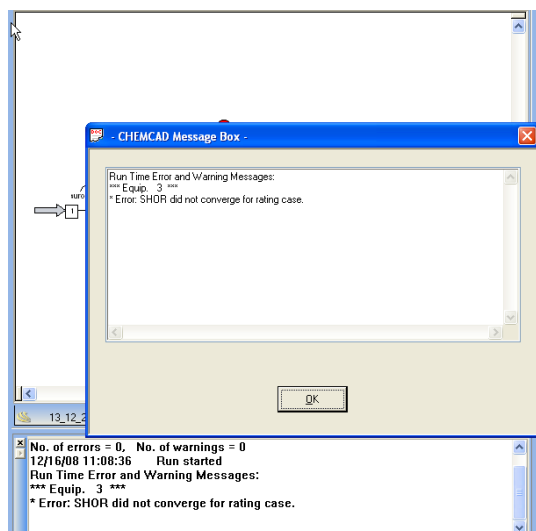 - CHEMCAD Message Box -
Run Time Error and Warning Messages:
*** Equip.   3  ***
* Error: SHOR did not converge for rating case.
1
OK
No. of errors = 0,   No. of warnings = 0
12/16/08 11:08:36      Run started
Run Time Error and Warning Messages:
*** Equip.   3  ***
* Error: SHOR did not converge for rating case.